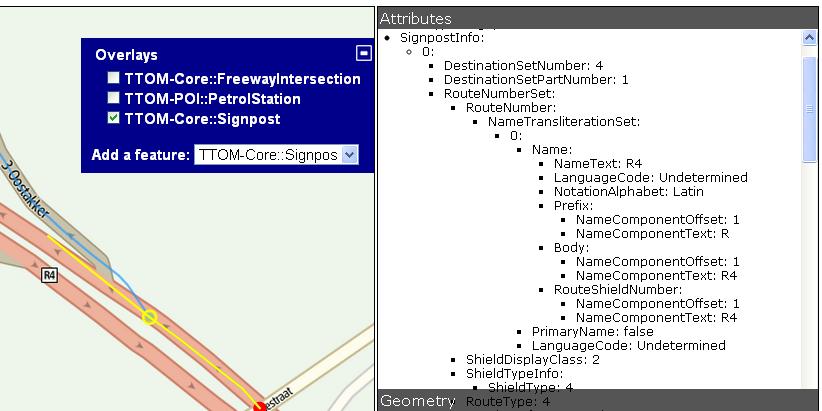 Overlays
TTOM-Core::FreewayIntersection
TTOM-POI::PetrolStation
TTOM-Core::Signpost
Add a feature: TTOM-Core::Signpos
3 Oostakker
R4
estraat
Attributes
SignpostInfo:
0:
DestinationSetNumber: 4
DestinationSetPartNumber: 1
RouteNumberSet:
RouteNumber:
NameTransliterationSet:
0:
Name:
NameText: R4
LanguageCode: Undetermined
NotationAlphabet: Latin
Prefix:
NameComponentOffset: 1
NameComponentText: R
Body:
NameComponentOffset: 1
NameComponentText: R4
RouteShieldNumber:
NameComponentOffset: 1
NameComponentText: R4
PrimaryName: false
LanguageCode: Undetermined
ShieldDisplayClass: 2
ShieldTypeInfo:
ShieldType: 4
Geometry
RouteType: 4